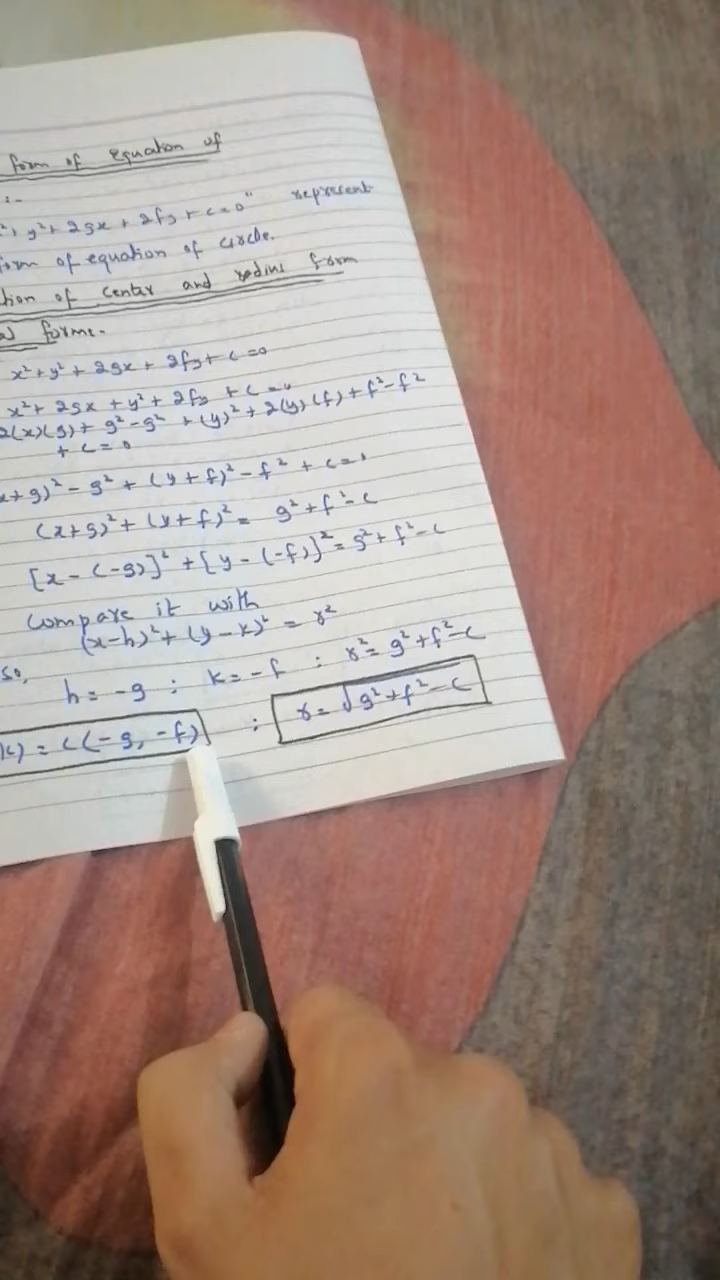 form of equation of
:-
²+ y²+ 2gx + 2fy + c = 0" represent
form of equation of circle.
tion of center and radius form
al forme.
x² + y² + 2gx + 2fy + c = 0
x² + 2gx + y² + 2fy + c = 0
2(x)(g) + g² - g² + (y)² + 2(y)(f) + f² - f²
+ c = 0
x+g)² - g² + (y + f)² - f² + c = 0
(x+g)² + (y + f)² = g² + f² - c
[x - (-g)]² + [y - (-f)]² = g² + f² - c
Compare it with
(x-h)² + (y-k)² = r²
so,
h = -g ; k = -f : r² = g² + f² - c
k) = C(-g, -f) ; r = √g² + f² - c